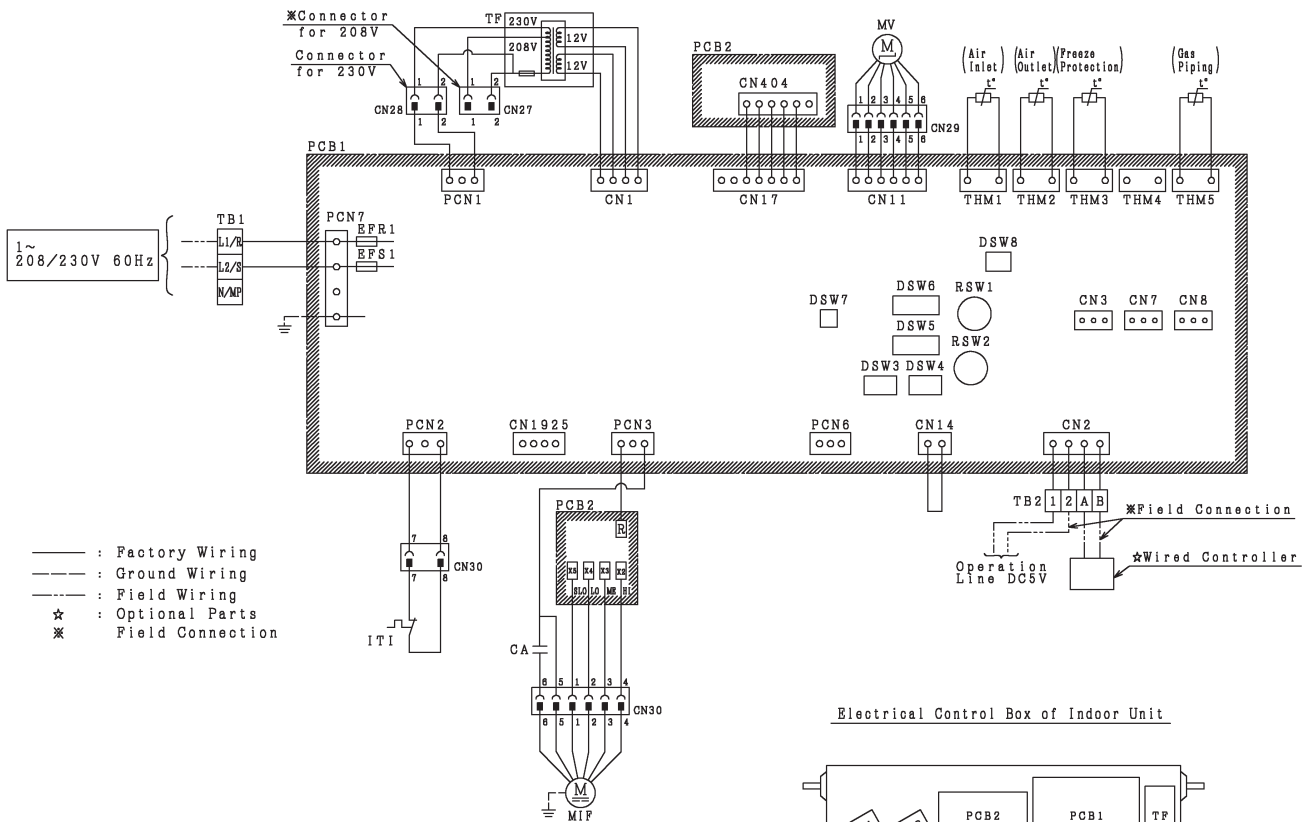 ※Connector
for 208V
Connector
for 230V
TF
230V
208V
12V
12V
1 2
1 2
CN28
1 2
1 2
CN27
PCB2
CN404
MV
M
1 2 3 4 5 6
CN29
1 2 3 4 5 6
(Air Inlet)
(Air Outlet)
(Freeze Protection)
(Gas Piping)
t°
t°
t°
t°
PCB1
PCN1
CN1
CN17
CN11
THM1
THM2
THM3
THM4
THM5
1~
208/230V 60Hz
TB1
L1/R
L2/S
N/MP
PCN7
EFR1
EFS1
DSW8
DSW7
DSW6
RSW1
DSW5
RSW2
DSW3
DSW4
CN3
CN7
CN8
PCN2
CN1925
PCN3
PCN6
CN14
CN2
TB2
1 2 A B
※Field Connection
☆Wired Controller
Operation
Line DC5V
PCB2
R
X5 X4 X3 X2
SLO LO ME HI
7 8
CN30
7 8
ITI
CA
6 5 1 2 3 4
CN30
6 5 1 2 3 4
M
MIF
: Factory Wiring
: Ground Wiring
: Field Wiring
☆ : Optional Parts
※ Field Connection
Electrical Control Box of Indoor Unit
PCB2
PCB1
TF